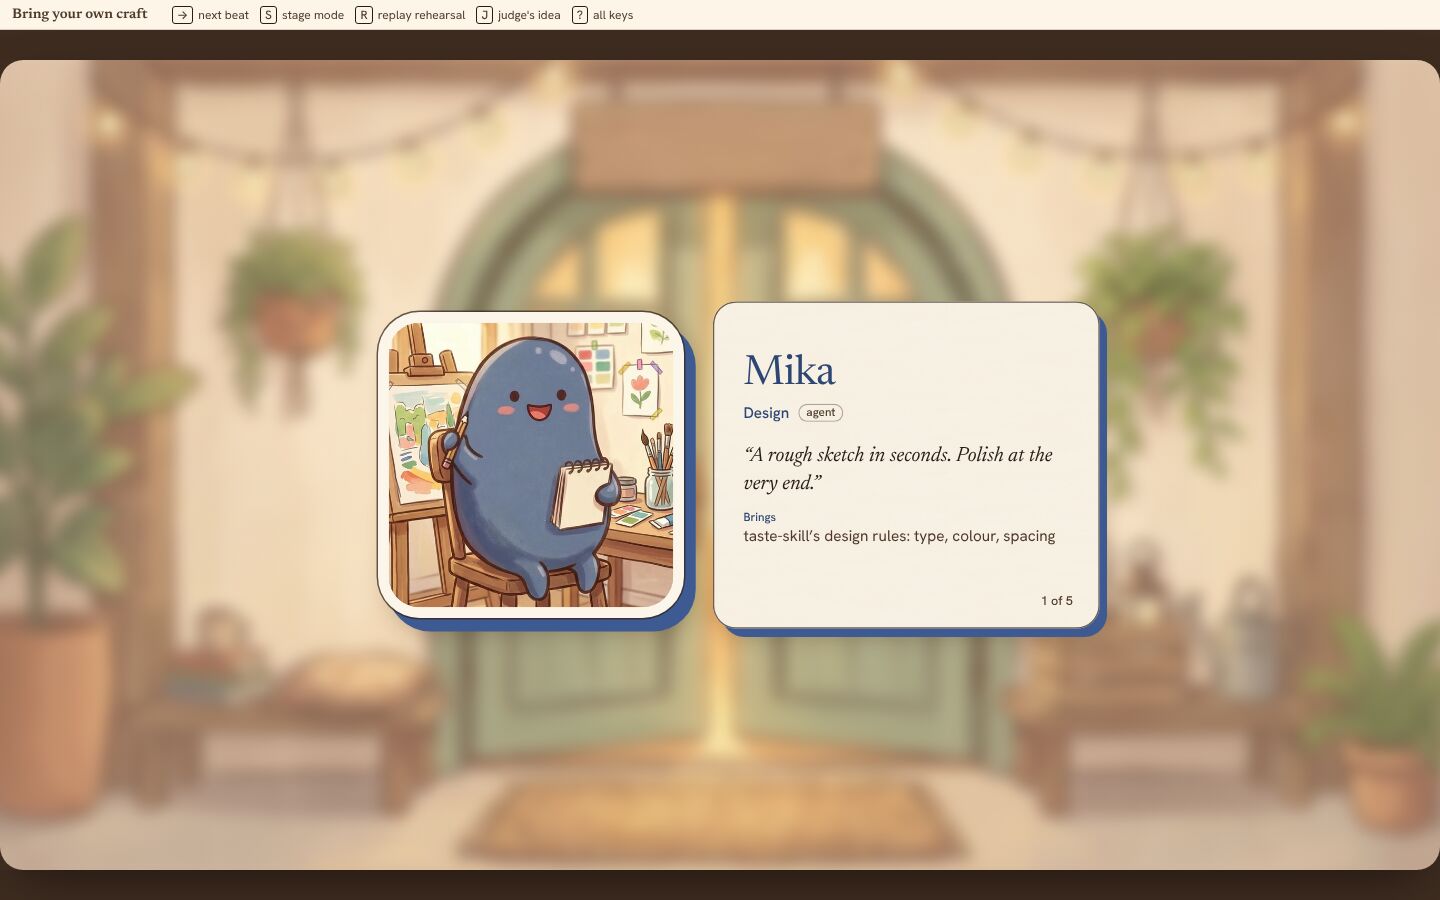 Bring your own craft
→ next beat S stage mode R replay rehearsal J judge's idea ? all keys
Mika
Design agent
“A rough sketch in seconds. Polish at the
very end.”
Brings
taste-skill’s design rules: type, colour, spacing
1 of 5